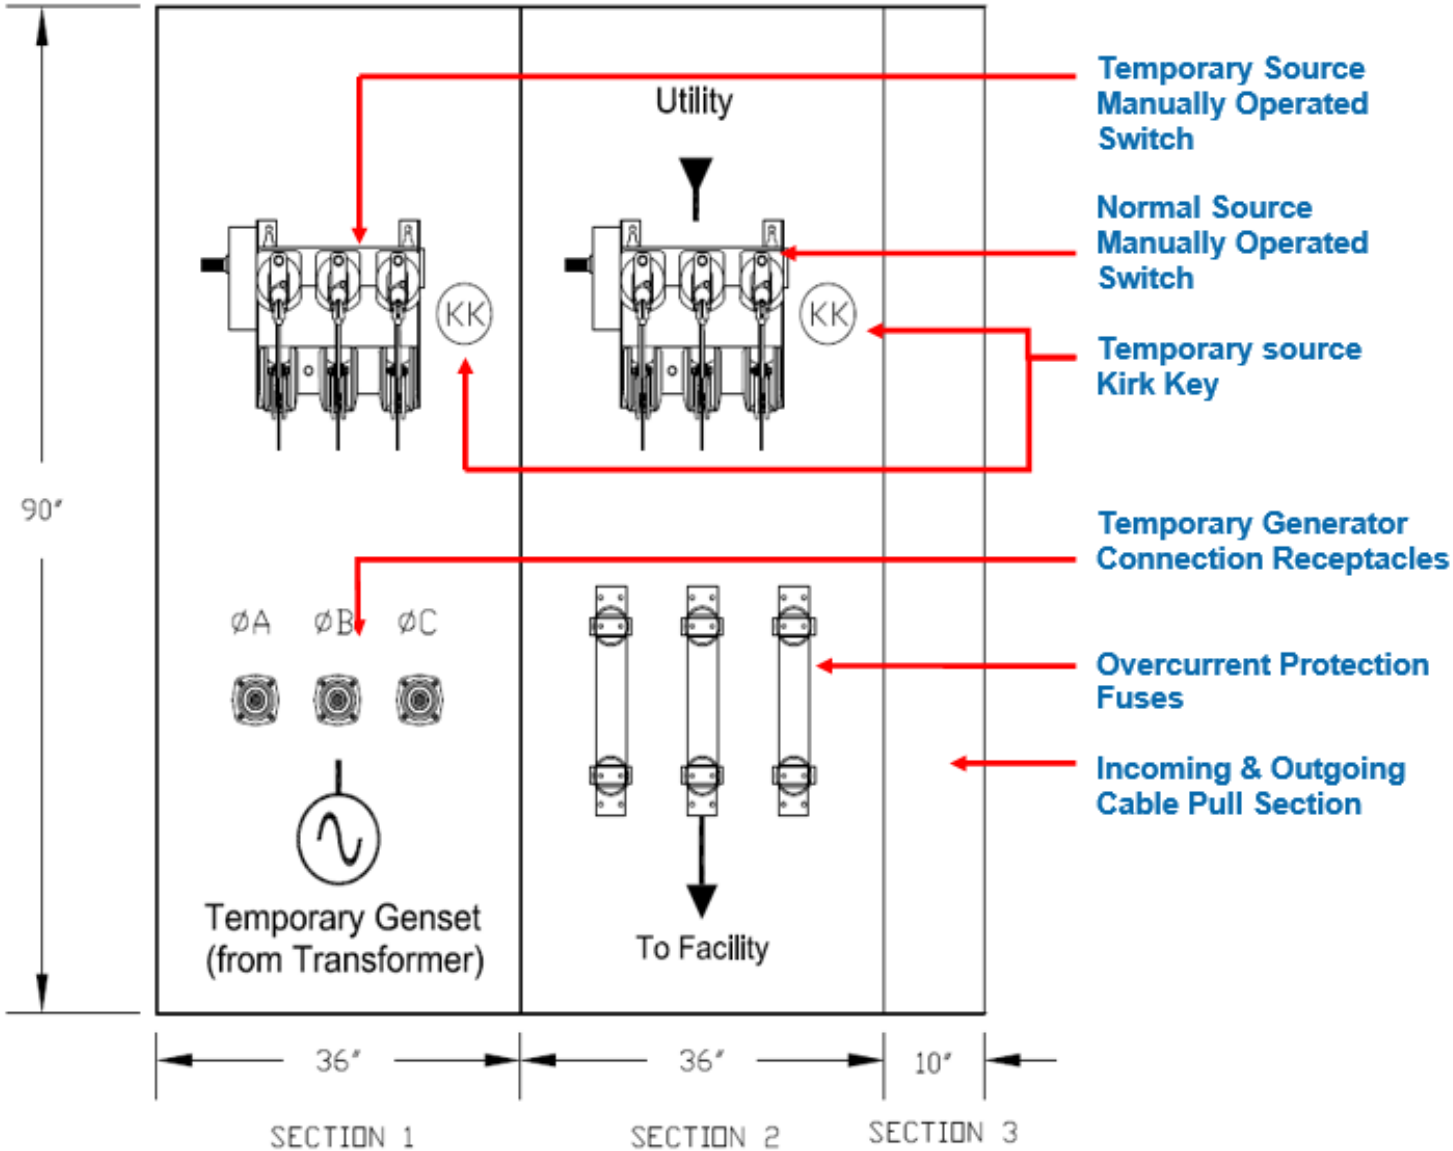 Temporary Source
Manually Operated
Switch
Utility
Normal Source
Manually Operated
Switch
KK
KK
Temporary source
Kirk Key
90"
Temporary Generator
Connection Receptacles
ØA ØB ØC
Overcurrent Protection
Fuses
Incoming & Outgoing
Cable Pull Section
Temporary Genset
(from Transformer)
To Facility
36" 36" 10"
SECTION 1 SECTION 2 SECTION 3